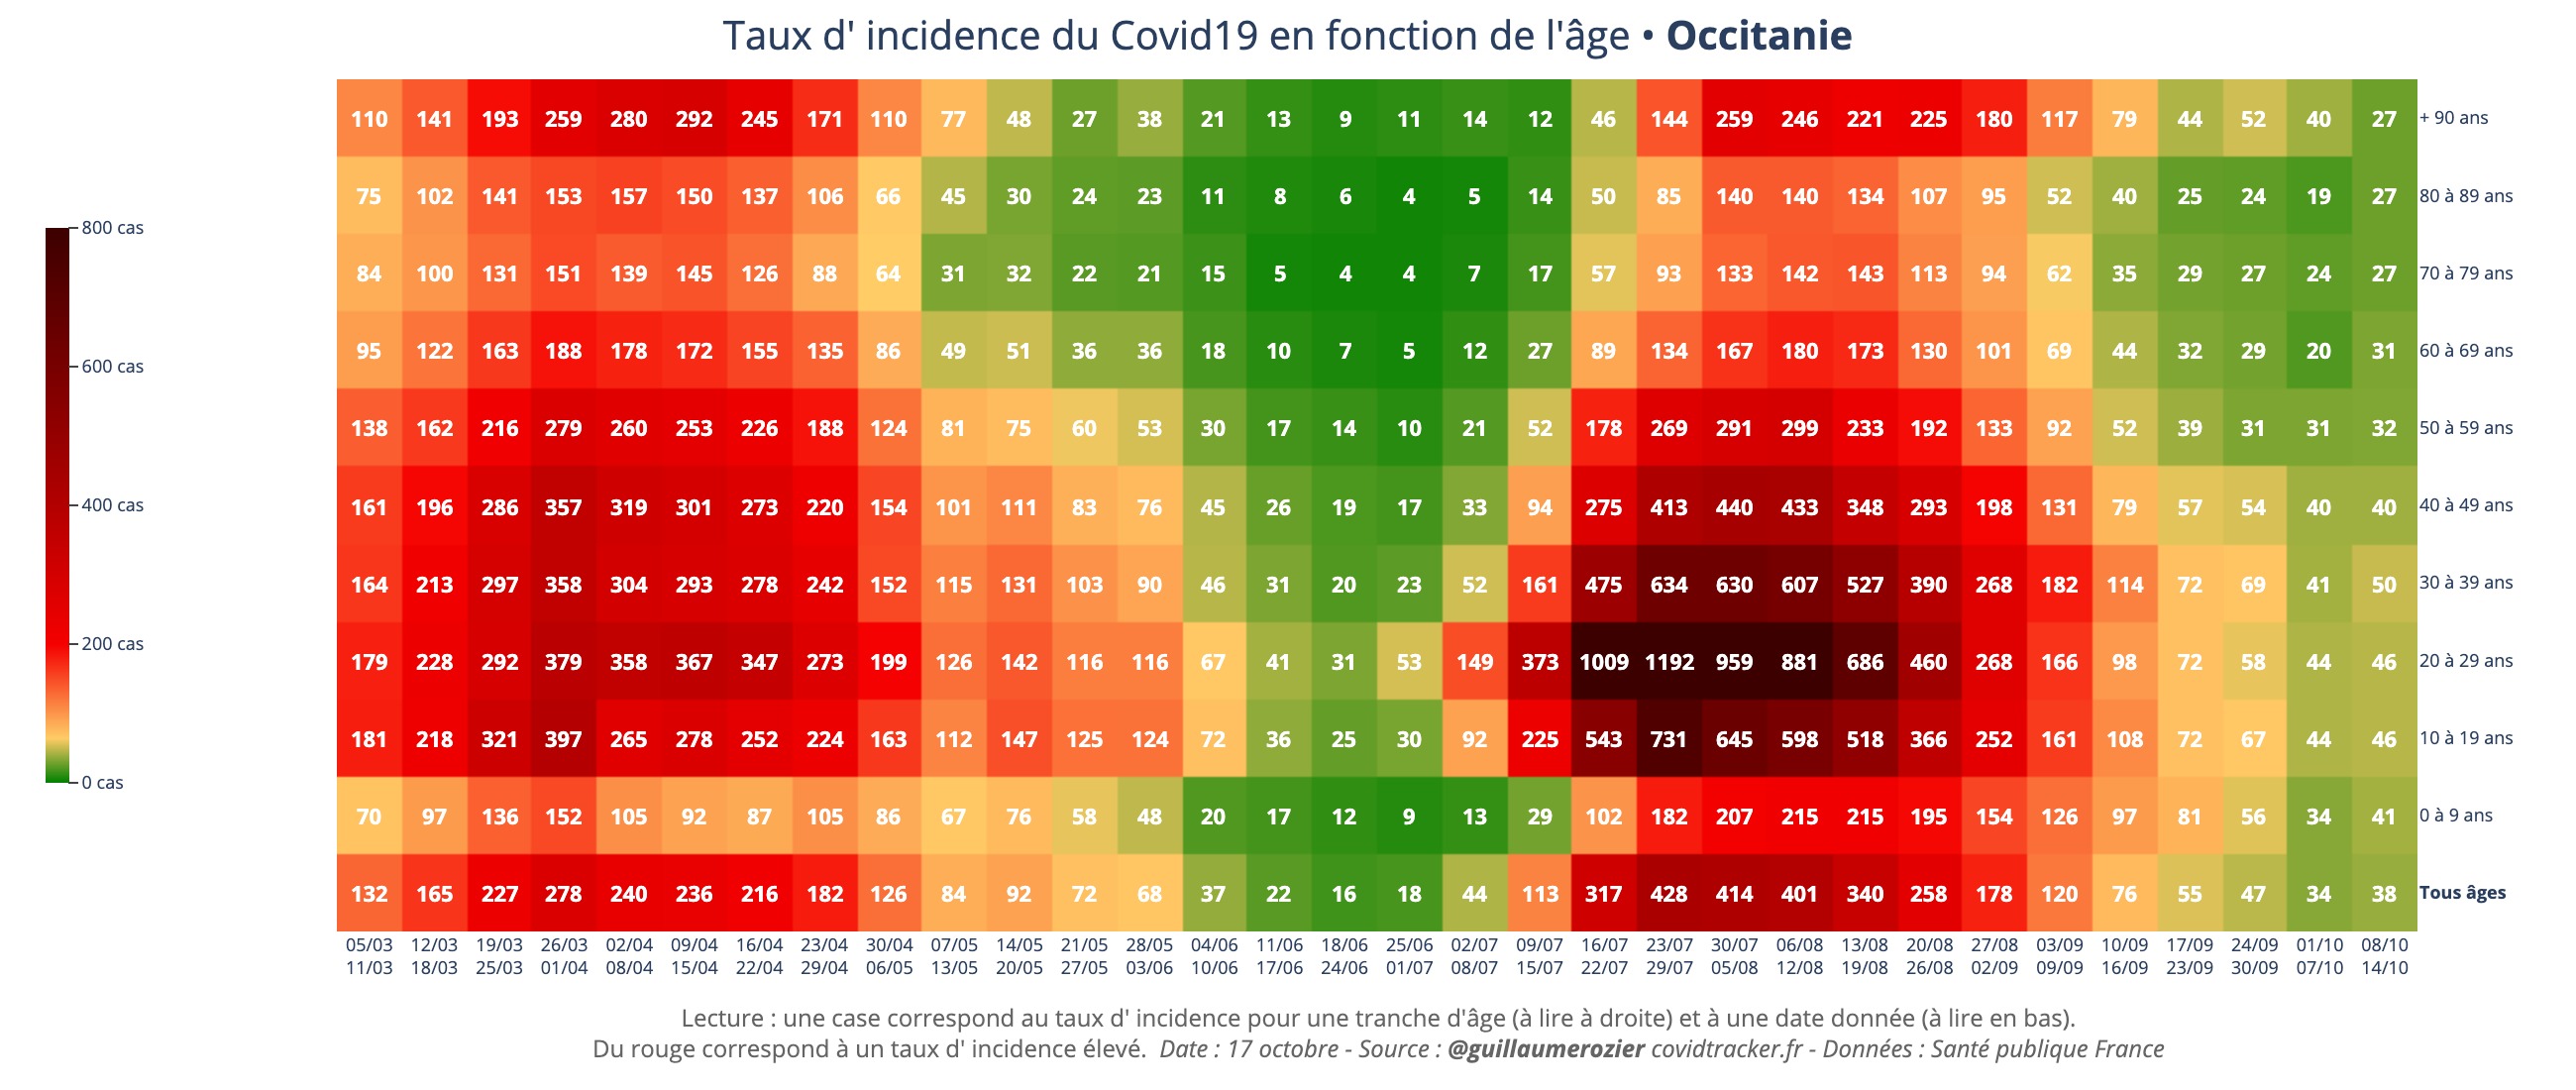 Taux d' incidence du Covid19 en fonction de l'âge • Occitanie
800 cas
600 cas
400 cas
200 cas
0 cas
110 141 193 259 280 292 245 171 110 77 48 27 38 21 13 9 11 14 12 46 144 259 246 221 225 180 117 79 44 52 40 27 + 90 ans
75 102 141 153 157 150 137 106 66 45 30 24 23 11 8 6 4 5 14 50 85 140 140 134 107 95 52 40 25 24 19 27 80 à 89 ans
84 100 131 151 139 145 126 88 64 31 32 22 21 15 5 4 4 7 17 57 93 133 142 143 113 94 62 35 29 27 24 27 70 à 79 ans
95 122 163 188 178 172 155 135 86 49 51 36 36 18 10 7 5 12 27 89 134 167 180 173 130 101 69 44 32 29 20 31 60 à 69 ans
138 162 216 279 260 253 226 188 124 81 75 60 53 30 17 14 10 21 52 178 269 291 299 233 192 133 92 52 39 31 31 32 50 à 59 ans
161 196 286 357 319 301 273 220 154 101 111 83 76 45 26 19 17 33 94 275 413 440 433 348 293 198 131 79 57 54 40 40 40 à 49 ans
164 213 297 358 304 293 278 242 152 115 131 103 90 46 31 20 23 52 161 475 634 630 607 527 390 268 182 114 72 69 41 50 30 à 39 ans
179 228 292 379 358 367 347 273 199 126 142 116 116 67 41 31 53 149 373 1009 1192 959 881 686 460 268 166 98 72 58 44 46 20 à 29 ans
181 218 321 397 265 278 252 224 163 112 147 125 124 72 36 25 30 92 225 543 731 645 598 518 366 252 161 108 72 67 44 46 10 à 19 ans
70 97 136 152 105 92 87 105 86 67 76 58 48 20 17 12 9 13 29 102 182 207 215 215 195 154 126 97 81 56 34 41 0 à 9 ans
132 165 227 278 240 236 216 182 126 84 92 72 68 37 22 16 18 44 113 317 428 414 401 340 258 178 120 76 55 47 34 38 Tous âges
05/03 12/03 19/03 26/03 02/04 09/04 16/04 23/04 30/04 07/05 14/05 21/05 28/05 04/06 11/06 18/06 25/06 02/07 09/07 16/07 23/07 30/07 06/08 13/08 20/08 27/08 03/09 10/09 17/09 24/09 01/10 08/10
11/03 18/03 25/03 01/04 08/04 15/04 22/04 29/04 06/05 13/05 20/05 27/05 03/06 10/06 17/06 24/06 01/07 08/07 15/07 22/07 29/07 05/08 12/08 19/08 26/08 02/09 09/09 16/09 23/09 30/09 07/10 14/10
Lecture : une case correspond au taux d' incidence pour une tranche d'âge (à lire à droite) et à une date donnée (à lire en bas).
Du rouge correspond à un taux d' incidence élevé. Date : 17 octobre - Source : @guillaumerozier covidtracker.fr - Données : Santé publique France